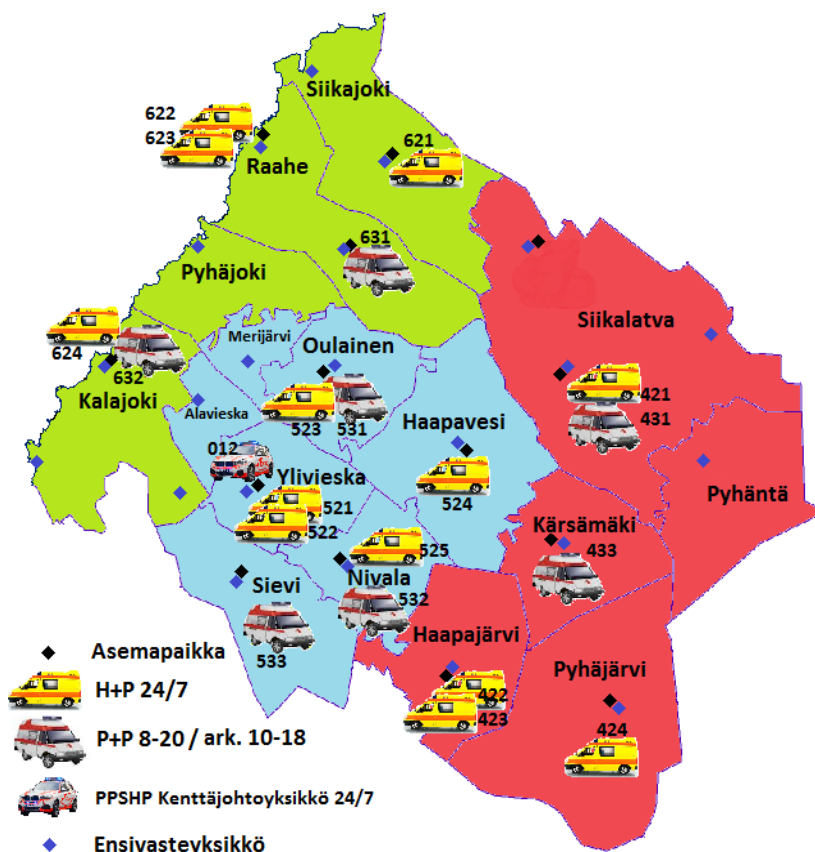 Siikajoki
622
623
Raahe
621
631
Pyhäjoki
Siikalatva
624
632
Merijärvi
Oulainen
Kalajoki
Alavieska
523
531
421
431
Haapavesi
012
Ylivieska
521
522
524
Pyhäntä
Kärsämäki
433
525
Nivala
532
Sievi
533
Haapajärvi
422
423
Pyhäjärvi
424
Asemapaikka
H+P 24/7
P+P 8-20 / ark. 10-18
PPSHP Kenttäjohtoyksikkö 24/7
Ensivasteyksikkö